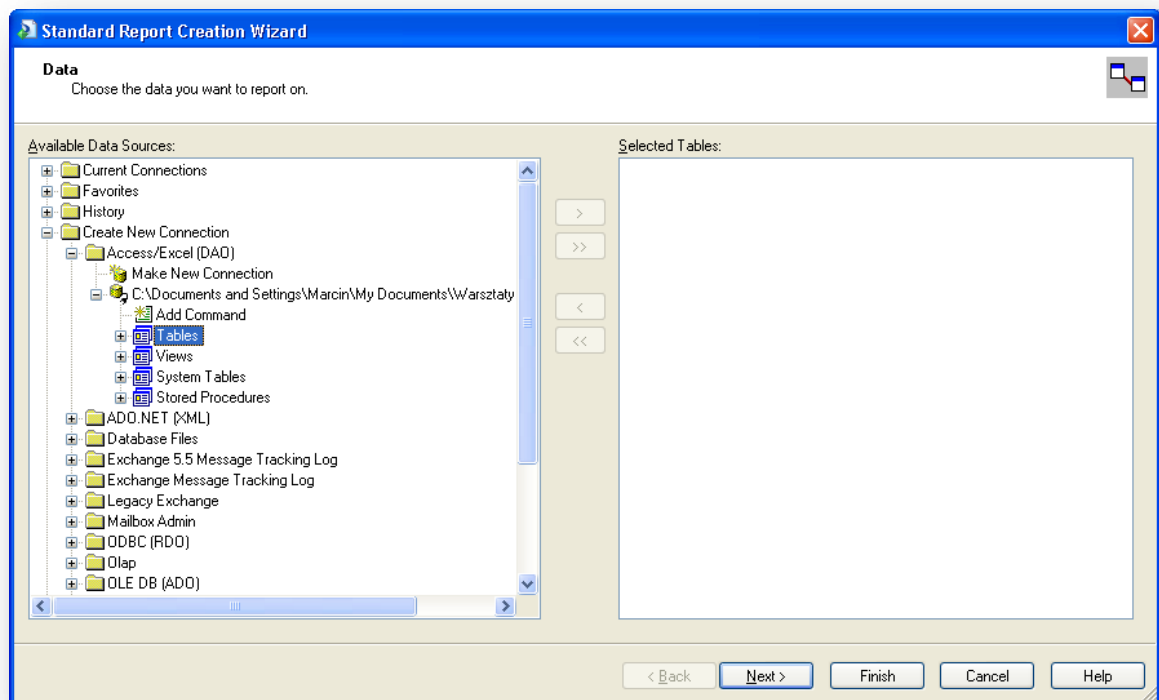 Standard Report Creation Wizard
Data
Choose the data you want to report on.
Available Data Sources:
Current Connections
Favorites
History
Create New Connection
Access/Excel (DAO)
Make New Connection
C:\Documents and Settings\Marcin\My Documents\Warsztaty
Add Command
Tables
Views
System Tables
Stored Procedures
ADO.NET (XML)
Database Files
Exchange 5.5 Message Tracking Log
Exchange Message Tracking Log
Legacy Exchange
Mailbox Admin
ODBC (RDO)
Olap
OLE DB (ADO)
>
>>
<
<<
Selected Tables:
< Back Next > Finish Cancel Help